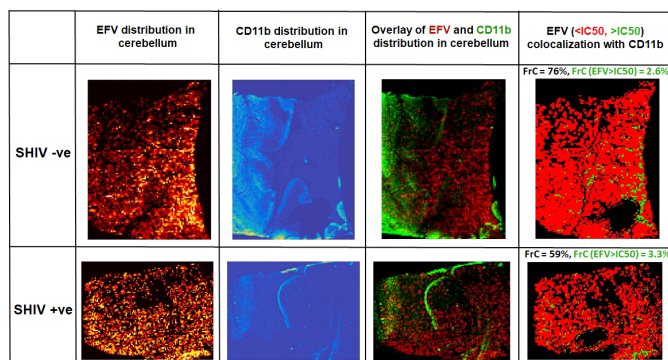 EFV distribution in
cerebellum
CD11b distribution in
cerebellum
Overlay of EFV and CD11b
distribution in cerebellum
EFV (<IC50, >IC50)
colocalization with CD11b
SHIV -ve
FrC = 76%, FrC (EFV>IC50) = 2.6%
SHIV +ve
FrC = 59%, FrC (EFV>IC50) = 3.3%